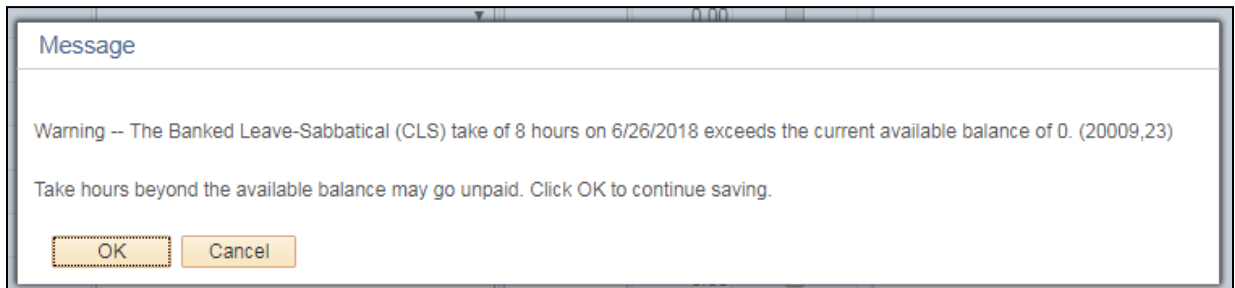 0.00
Message
Warning -- The Banked Leave-Sabbatical (CLS) take of 8 hours on 6/26/2018 exceeds the current available balance of 0. (20009,23)
Take hours beyond the available balance may go unpaid. Click OK to continue saving.
OK Cancel